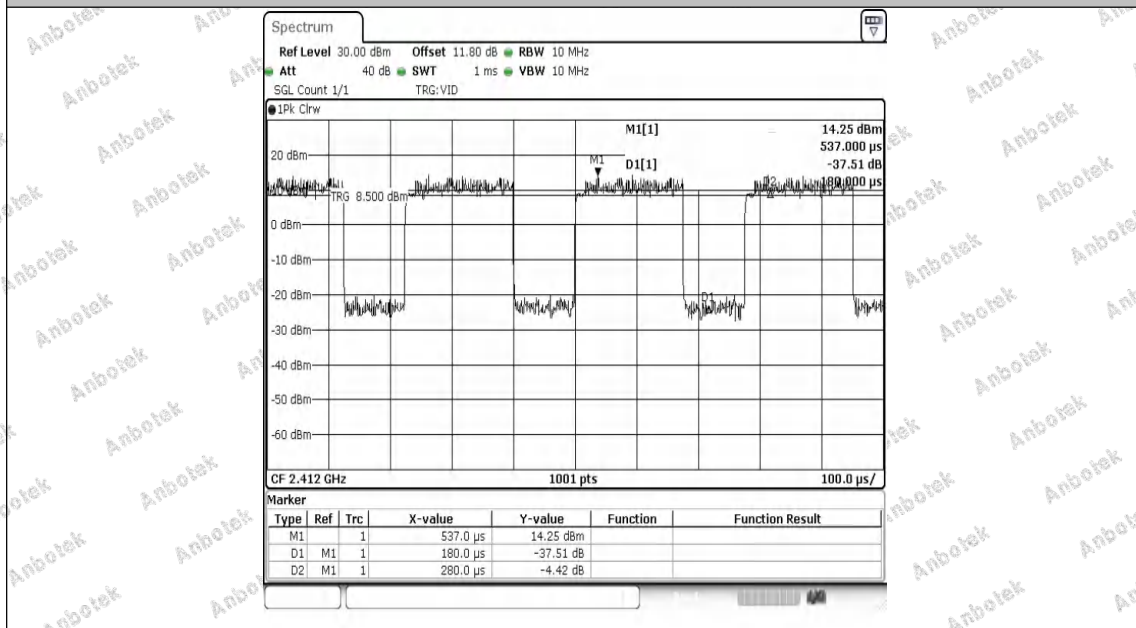 Spectrum
Ref Level 30.00 dBm Offset 11.80 dB RBW 10 MHz
Att 40 dB SWT 1 ms VBW 10 MHz
SGL Count 1/1 TRG:VID
1Pk Clrw
M1[1] 14.25 dBm
537.000 µs
20 dBm
M1
D1[1] -37.51 dB
180.000 µs
TRG 8.500 dBm
0 dBm
-10 dBm
-20 dBm
D1
-30 dBm
-40 dBm
-50 dBm
-60 dBm
CF 2.412 GHz 1001 pts 100.0 µs/
Marker
Type Ref Trc X-value Y-value Function Function Result
M1 1 537.0 µs 14.25 dBm
D1 M1 1 180.0 µs -37.51 dB
D2 M1 1 280.0 µs -4.42 dB
Anbotek